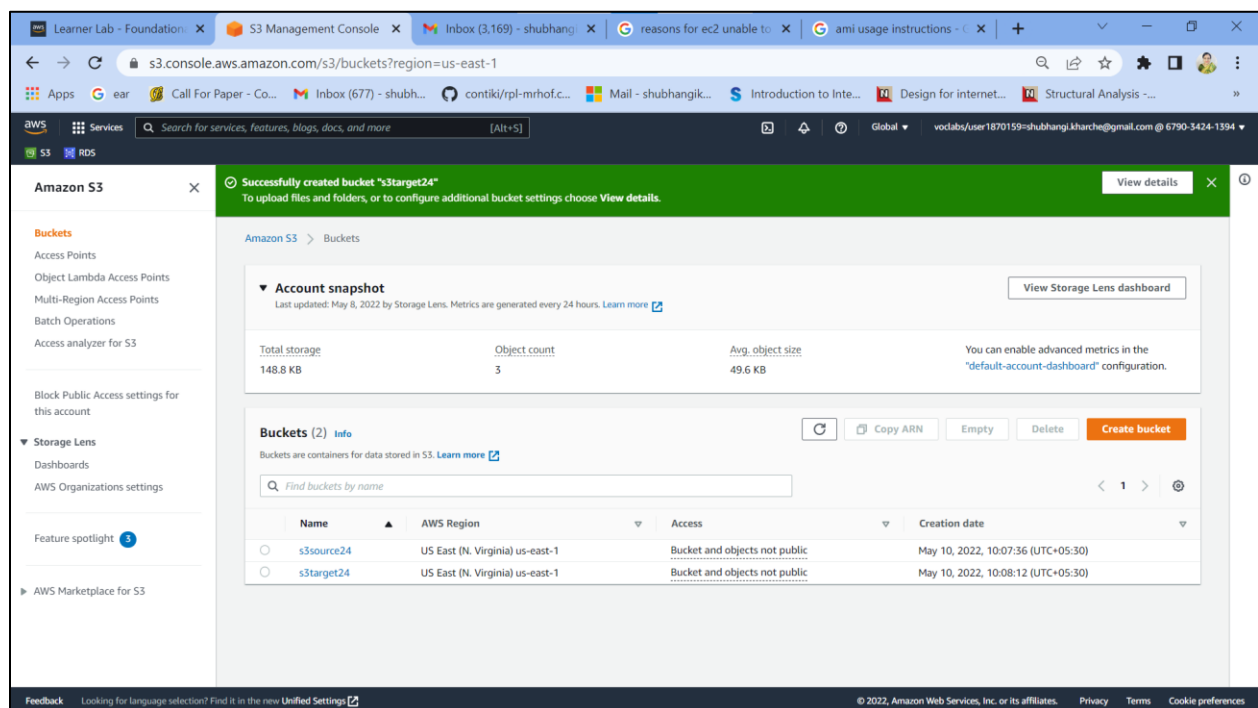 aws Learner Lab - Foundation
S3 Management Console
Inbox (3,169) - shubhangi
reasons for ec2 unable to
ami usage instructions - G
s3.console.aws.amazon.com/s3/buckets?region=us-east-1
Apps
G ear
Call For Paper - Co...
Inbox (677) - shubh...
contiki/rpl-mrhof.c...
Mail - shubhangik...
S Introduction to Inte...
Design for internet...
Structural Analysis -...
»
aws
Services
Search for services, features, blogs, docs, and more
[Alt+S]
Global
voclabs/user1870159=shubhangi.kharche@gmail.com @ 6790-3424-1394
S3
RDS
Amazon S3
Buckets
Access Points
Object Lambda Access Points
Multi-Region Access Points
Batch Operations
Access analyzer for S3
Block Public Access settings for
this account
Storage Lens
Dashboards
AWS Organizations settings
Feature spotlight 3
AWS Marketplace for S3
Successfully created bucket "s3target24"
To upload files and folders, or to configure additional bucket settings choose View details.
View details
Amazon S3 > Buckets
Account snapshot
Last updated: May 8, 2022 by Storage Lens. Metrics are generated every 24 hours. Learn more
View Storage Lens dashboard
Total storage
148.8 KB
Object count
3
Avg. object size
49.6 KB
You can enable advanced metrics in the
"default-account-dashboard" configuration.
Buckets (2) Info
Buckets are containers for data stored in S3. Learn more
Copy ARN
Empty
Delete
Create bucket
Find buckets by name
< 1 >
Name AWS Region Access Creation date
s3source24 US East (N. Virginia) us-east-1 Bucket and objects not public May 10, 2022, 10:07:36 (UTC+05:30)
s3target24 US East (N. Virginia) us-east-1 Bucket and objects not public May 10, 2022, 10:08:12 (UTC+05:30)
Feedback Looking for language selection? Find it in the new Unified Settings
© 2022, Amazon Web Services, Inc. or its affiliates. Privacy Terms Cookie preferences